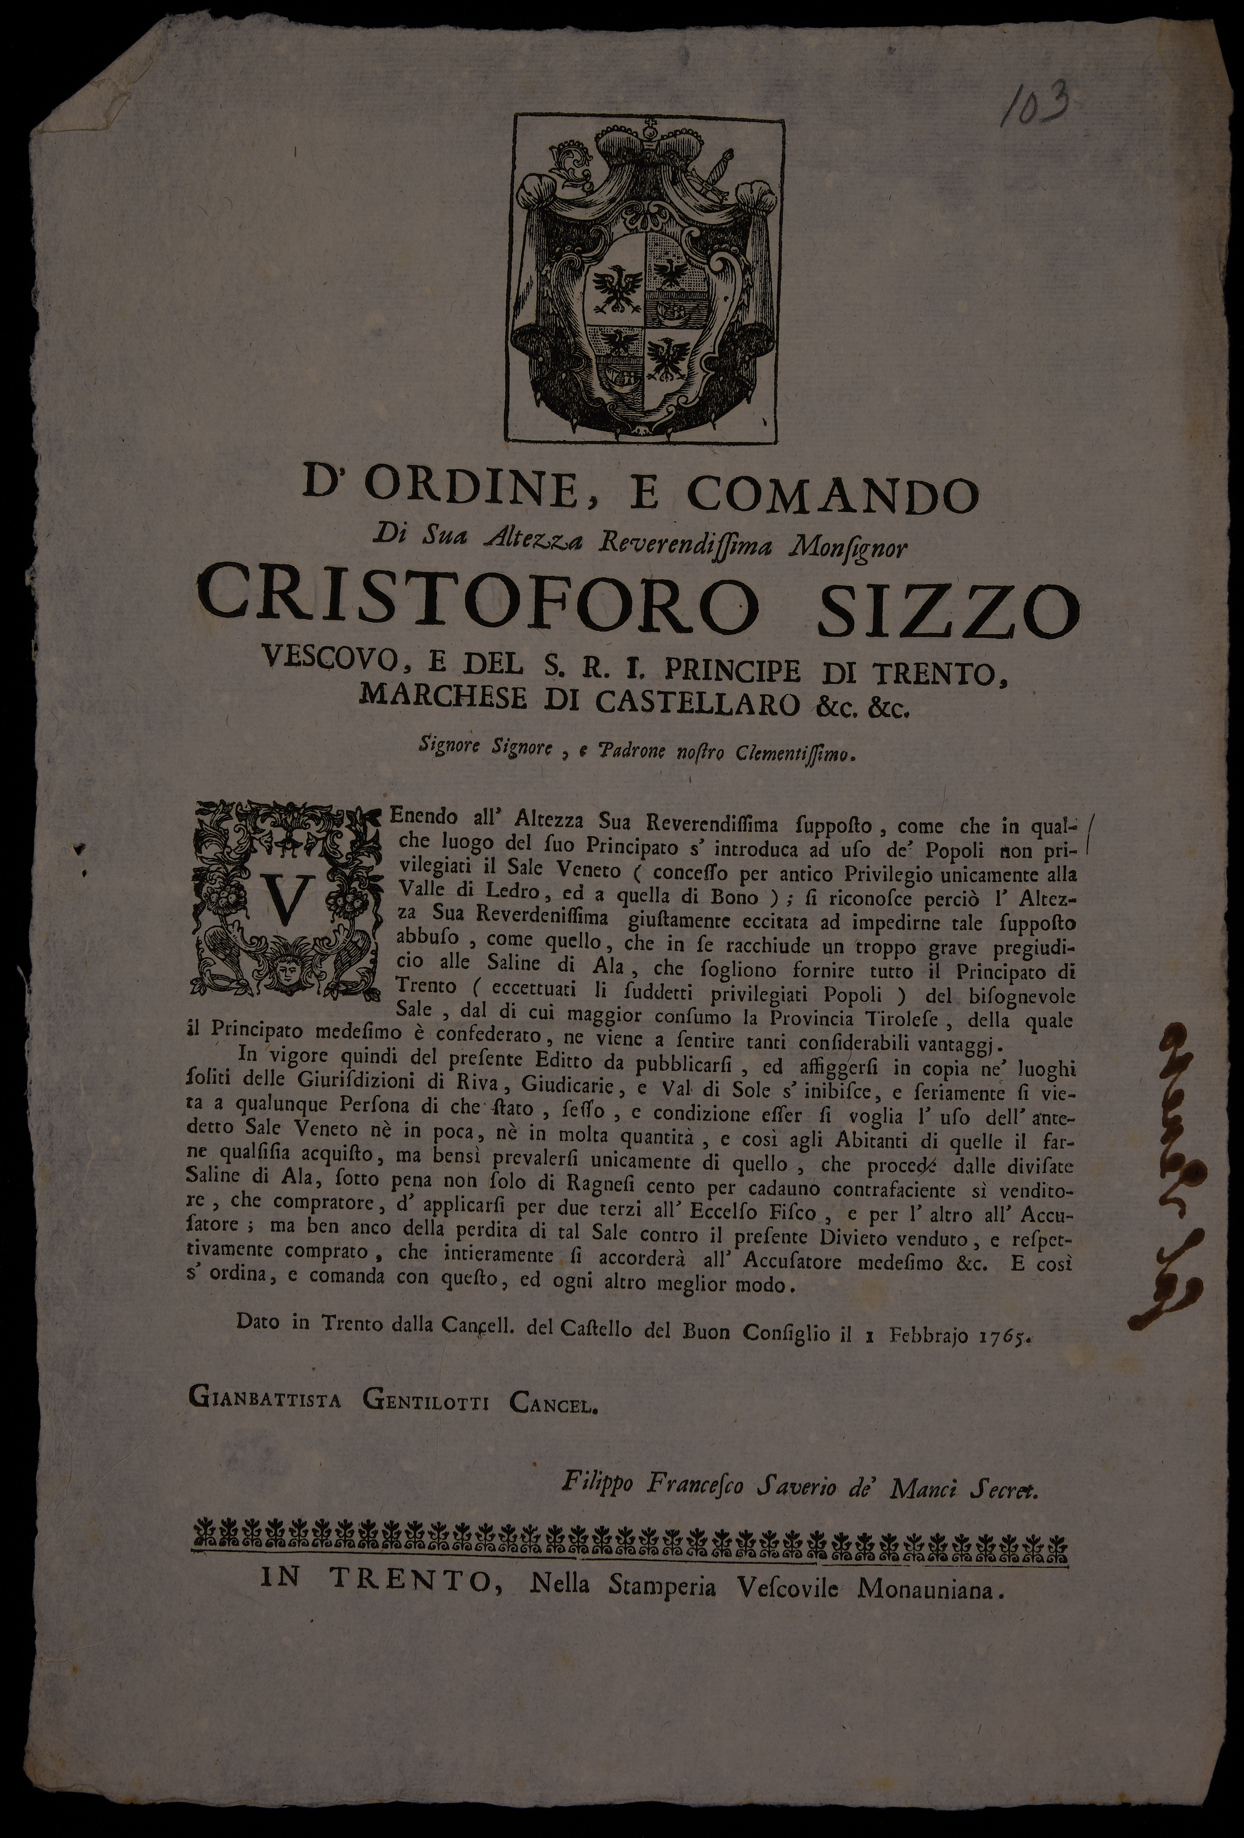 103
D' ORDINE, E COMANDO
Di Sua Altezza Reverendiſſima Monſignor
CRISTOFORO SIZZO
VESCOVO, E DEL S. R. I. PRINCIPE DI TRENTO,
MARCHESE DI CASTELLARO &c. &c.
Signore Signore, e Padrone noſtro Clementiſſimo.
VEnendo all' Altezza Sua Reverendiſſima ſuppoſto, come che in qual-
che luogo del ſuo Principato s' introduca ad uſo de' Popoli non pri-
vilegiati il Sale Veneto (conceſſo per antico Privilegio unicamente alla
Valle di Ledro, ed a quella di Bono); ſi riconoſce perciò l' Altez-
za Sua Reverdeniſſima giuſtamente eccitata ad impedirne tale ſuppoſto
abbuſo, come quello, che in ſe racchiude un troppo grave pregiudi-
cio alle Saline di Ala, che ſogliono fornire tutto il Principato di
Trento (eccettuati li ſuddetti privilegiati Popoli) del biſognevole
Sale, dal di cui maggior conſumo la Provincia Tiroleſe, della quale
il Principato medeſimo è confederato, ne viene a ſentire tanti conſiderabili vantaggj.
In vigore quindi del preſente Editto da pubblicarſi, ed affiggerſi in copia ne' luoghi
ſoliti delle Giuriſdizioni di Riva, Giudicarie, e Val di Sole s' inibiſce, e ſeriamente ſi vie-
ta a qualunque Perſona di che ſtato, ſeſſo, e condizione eſſer ſi voglia l' uſo dell' ante-
detto Sale Veneto nè in poca, nè in molta quantità, e così agli Abitanti di quelle il far-
ne qualſiſia acquiſto, ma bensì prevalerſi unicamente di quello, che procede dalle diviſate
Saline di Ala, ſotto pena non ſolo di Ragneſi cento per cadauno contrafaciente sì vendito-
re, che compratore, d' applicarſi per due terzi all' Eccelſo Fiſco, e per l' altro all' Accu-
ſatore; ma ben anco della perdita di tal Sale contro il preſente Divieto venduto, e reſpet-
tivamente comprato, che intieramente ſi accorderà all' Accuſatore medeſimo &c. E così
s' ordina, e comanda con queſto, ed ogni altro meglior modo.
Dato in Trento dalla Cancell. del Caſtello del Buon Conſiglio il 1 Febbrajo 1765.
GIANBATTISTA GENTILOTTI CANCEL.
Filippo Franceſco Saverio de' Manci Secret.
IN TRENTO, Nella Stamperia Veſcovile Monauniana.